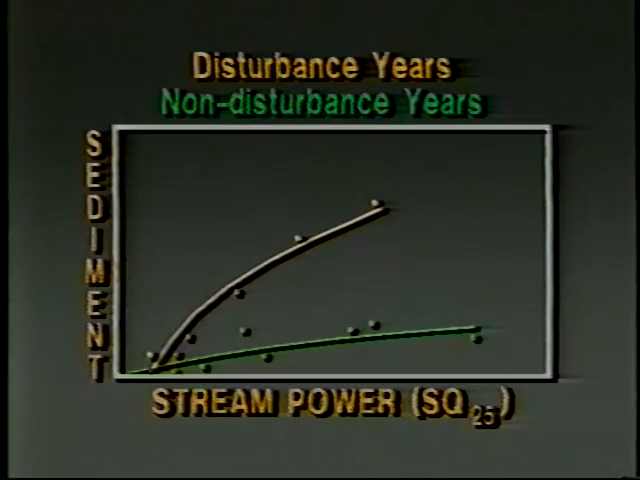 Disturbance Years
Non-disturbance Years
SEDIMENT
STREAM POWER (SQ25)